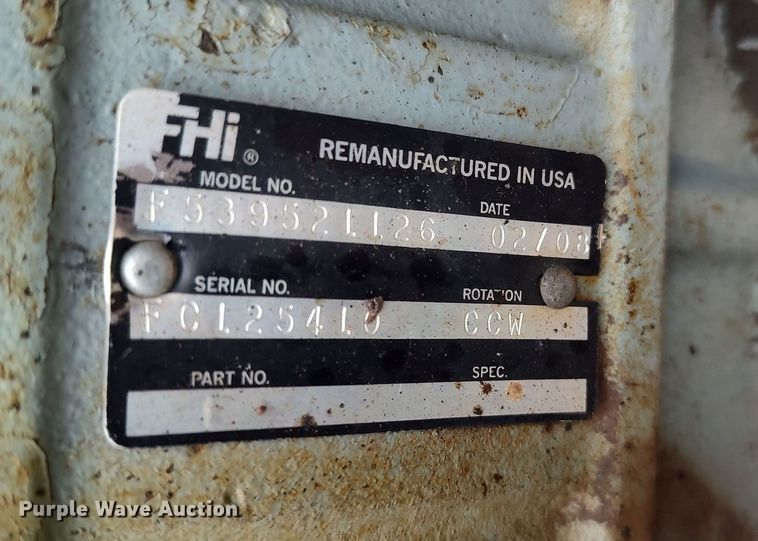 FHi ® REMANUFACTURED IN USA
MODEL NO. DATE
F539521126 02/08
SERIAL NO. ROTATION
FC125410 CCW
PART NO. SPEC.
Purple Wave Auction